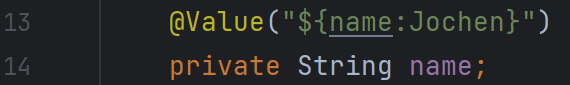 13 @Value("${name:Jochen}")
14 private String name;